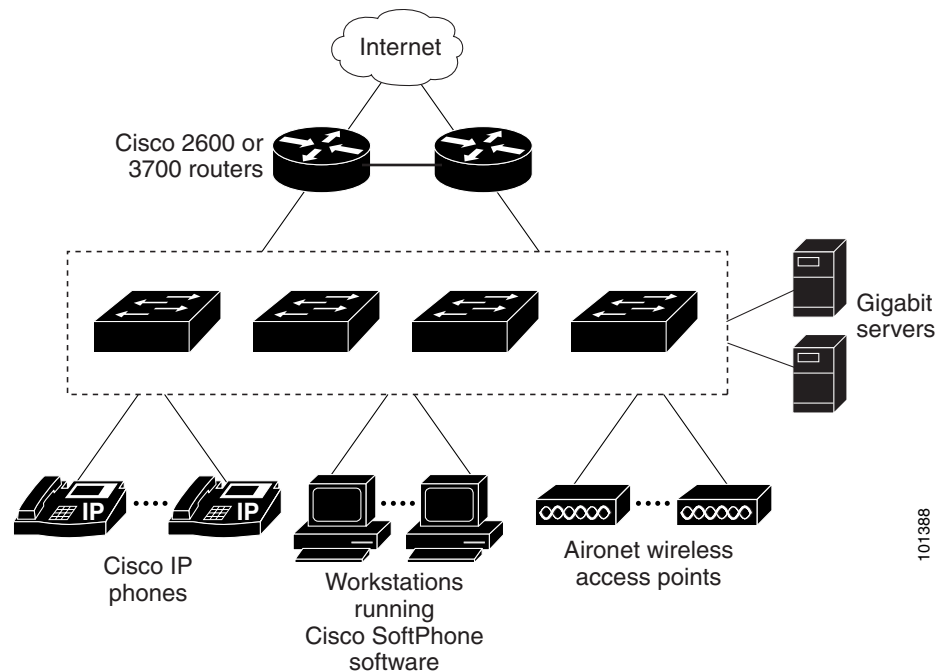 Internet
Cisco 2600 or
3700 routers
Gigabit
servers
IP
IP
Cisco IP
phones
Workstations
running
Cisco SoftPhone
software
Aironet wireless
access points
101388